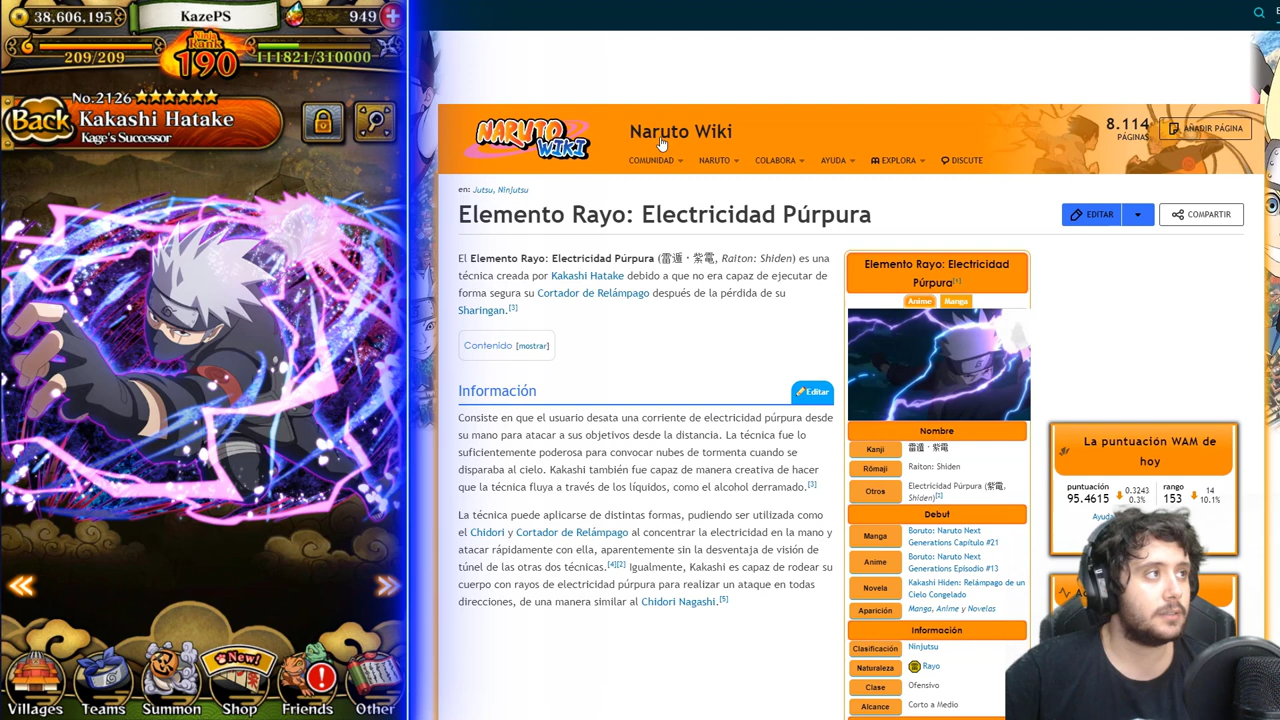 38,606,195
KazePS
949
209/209
Ninja Rank
190
111821/310000
No.2126
Back
Kakashi Hatake
Kage's Successor
Villages
Teams
Summon
New!
Shop
Friends
Other
NARUTO WIKI
Naruto Wiki
8.114
PÁGINAS
AÑADIR PÁGINA
COMUNIDAD
NARUTO
COLABORA
AYUDA
EXPLORA
DISCUTE
en: Jutsu, Ninjutsu
Elemento Rayo: Electricidad Púrpura
EDITAR
COMPARTIR
El Elemento Rayo: Electricidad Púrpura (雷遁・紫電, Raiton: Shiden) es una
técnica creada por Kakashi Hatake debido a que no era capaz de ejecutar de
forma segura su Cortador de Relámpago después de la pérdida de su
Sharingan.[3]
Contenido [mostrar]
Información
Editar
Consiste en que el usuario desata una corriente de electricidad púrpura desde
su mano para atacar a sus objetivos desde la distancia. La técnica fue lo
suficientemente poderosa para convocar nubes de tormenta cuando se
disparaba al cielo. Kakashi también fue capaz de manera creativa de hacer
que la técnica fluya a través de los líquidos, como el alcohol derramado.[3]
La técnica puede aplicarse de distintas formas, pudiendo ser utilizada como
el Chidori y Cortador de Relámpago al concentrar la electricidad en la mano y
atacar rápidamente con ella, aparentemente sin la desventaja de visión de
túnel de las otras dos técnicas.[4][2] Igualmente, Kakashi es capaz de rodear su
cuerpo con rayos de electricidad púrpura para realizar un ataque en todas
direcciones, de una manera similar al Chidori Nagashi.[5]
Elemento Rayo: Electricidad
Púrpura[1]
Anime
Manga
Nombre
Kanji
雷遁・紫電
Rōmaji
Raiton: Shiden
Otros
Electricidad Púrpura (紫電,
Shiden)[2]
Debut
Manga
Boruto: Naruto Next
Generations Capítulo #21
Anime
Boruto: Naruto Next
Generations Episodio #13
Novela
Kakashi Hiden: Relámpago de un
Cielo Congelado
Aparición
Manga, Anime y Novelas
Información
Clasificación
Ninjutsu
Naturaleza
Rayo
Clase
Ofensivo
Alcance
Corto a Medio
La puntuación WAM de
hoy
puntuación
95.4615
0.3243
0.3%
rango
153
14
10.1%
Ayuda